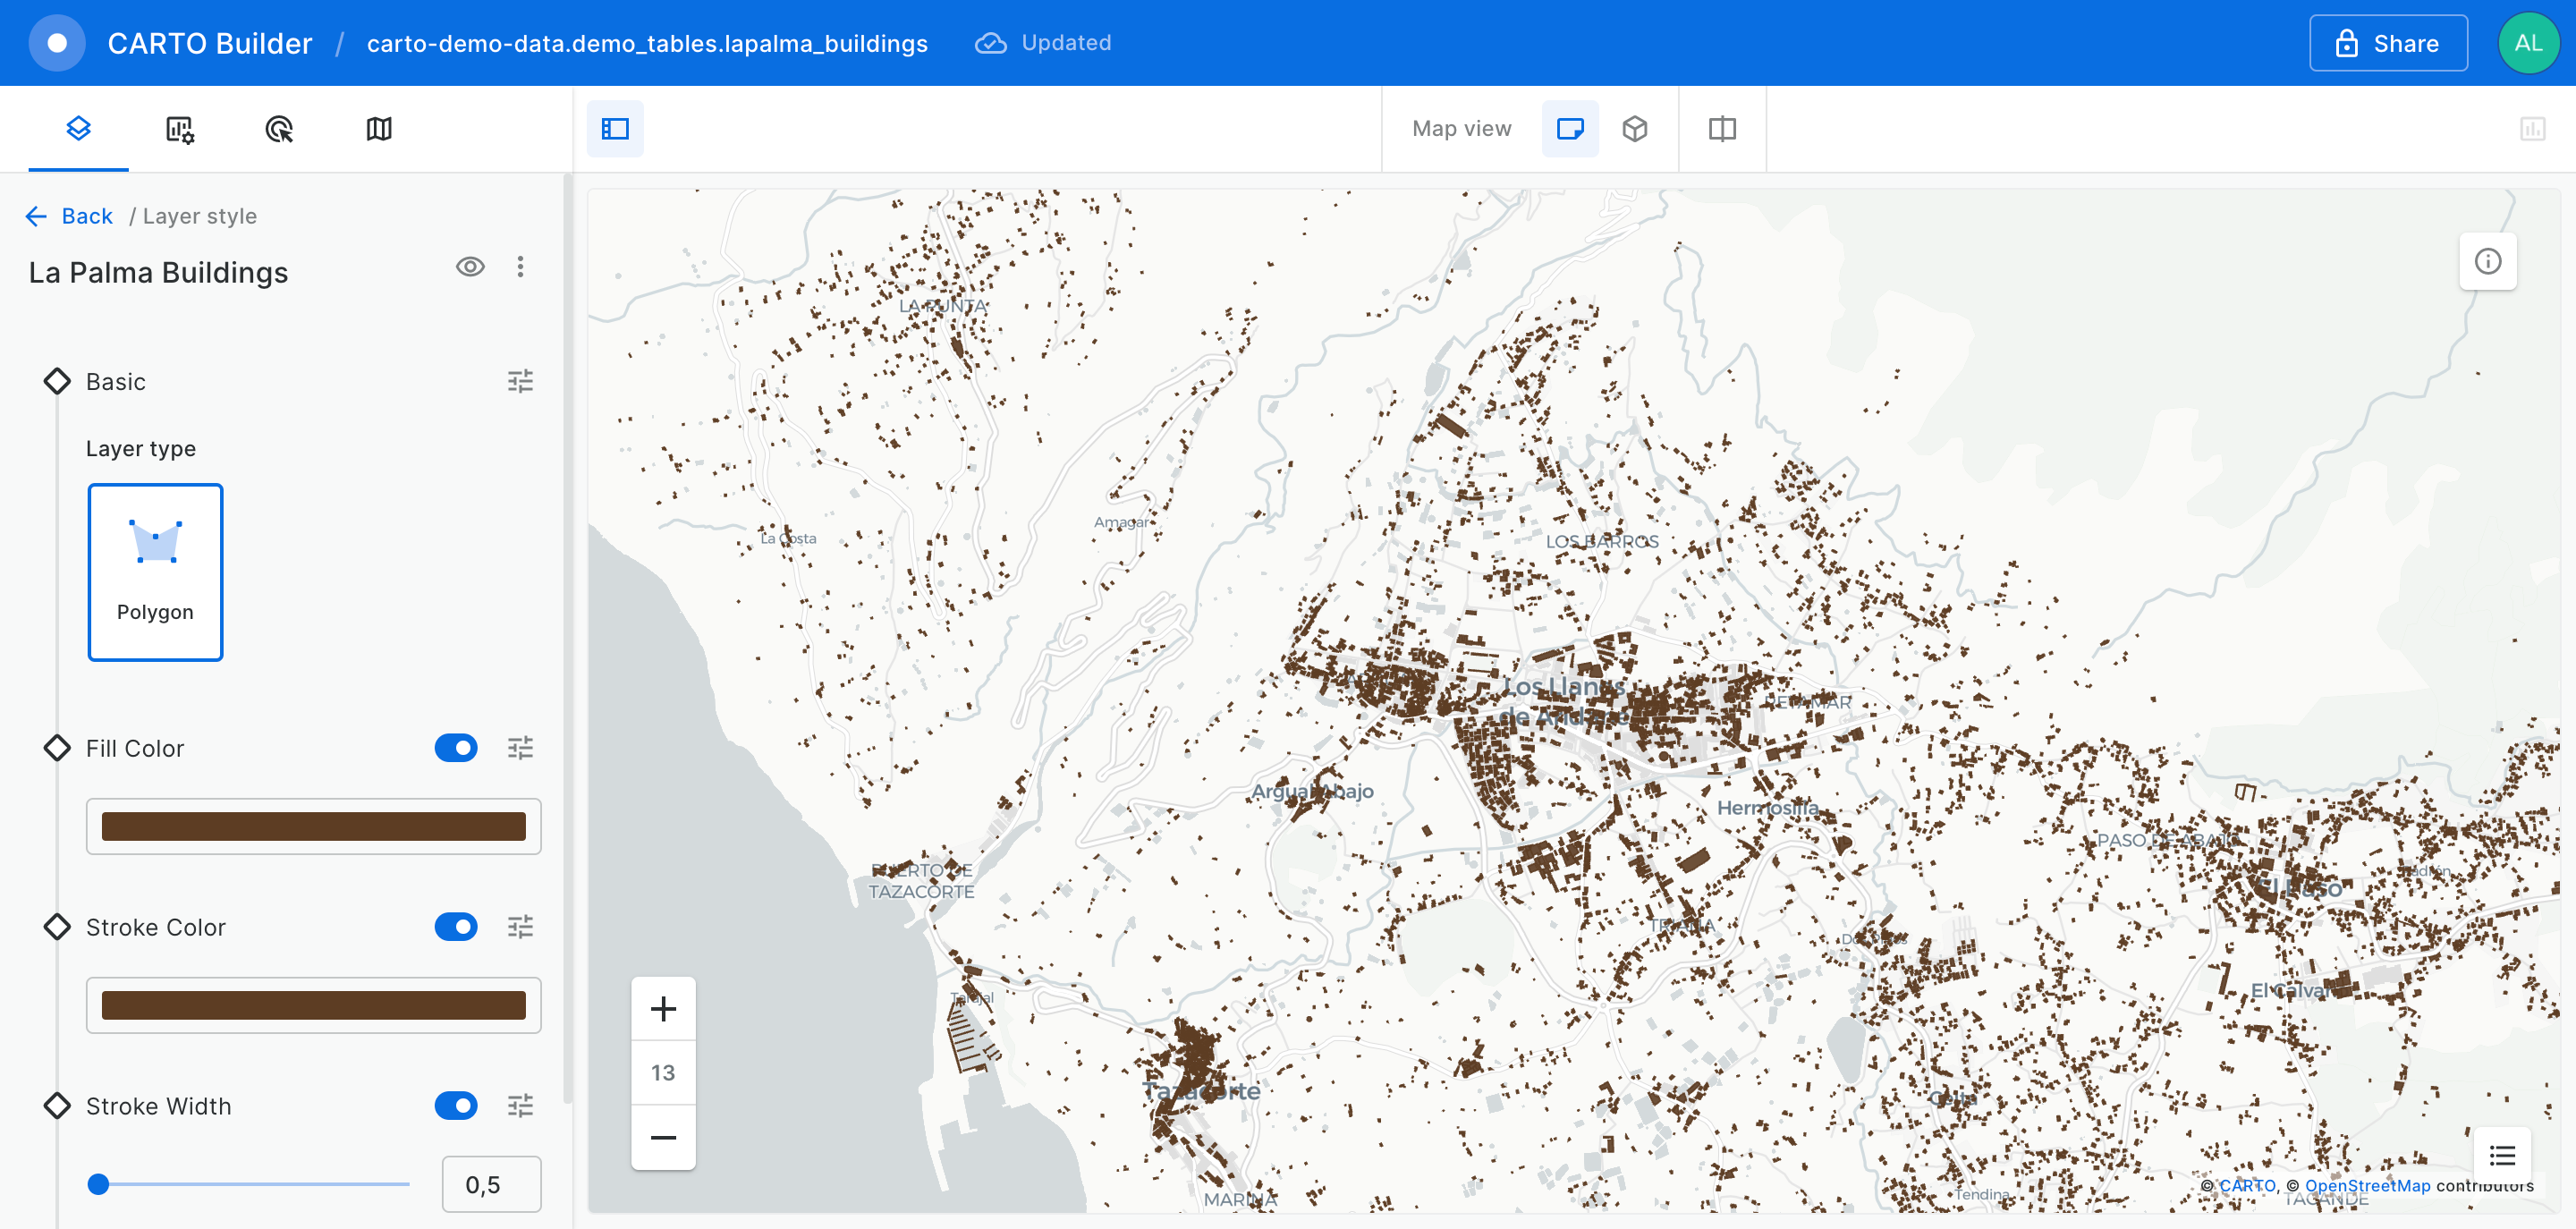 CARTO Builder / carto-demo-data.demo_tables.lapalma_buildings Updated Share AL
Map view
Back / Layer style
La Palma Buildings
Basic
Layer type
Polygon
Fill Color
Stroke Color
Stroke Width
0,5
LA PUNTA
La Costa
Amagar
LOS BARROS
Los Llanos
de Aridane
RETAMAR
Argual Abajo
Hermosilla
PASO DE ABAJO
El Paso
PUERTO DE
TAZACORTE
TRIANA
Tarajal
El Calvario
Tazacorte
Celta
MARINA
Tendina
TACANDE
+
13
−
© CARTO, © OpenStreetMap contributors